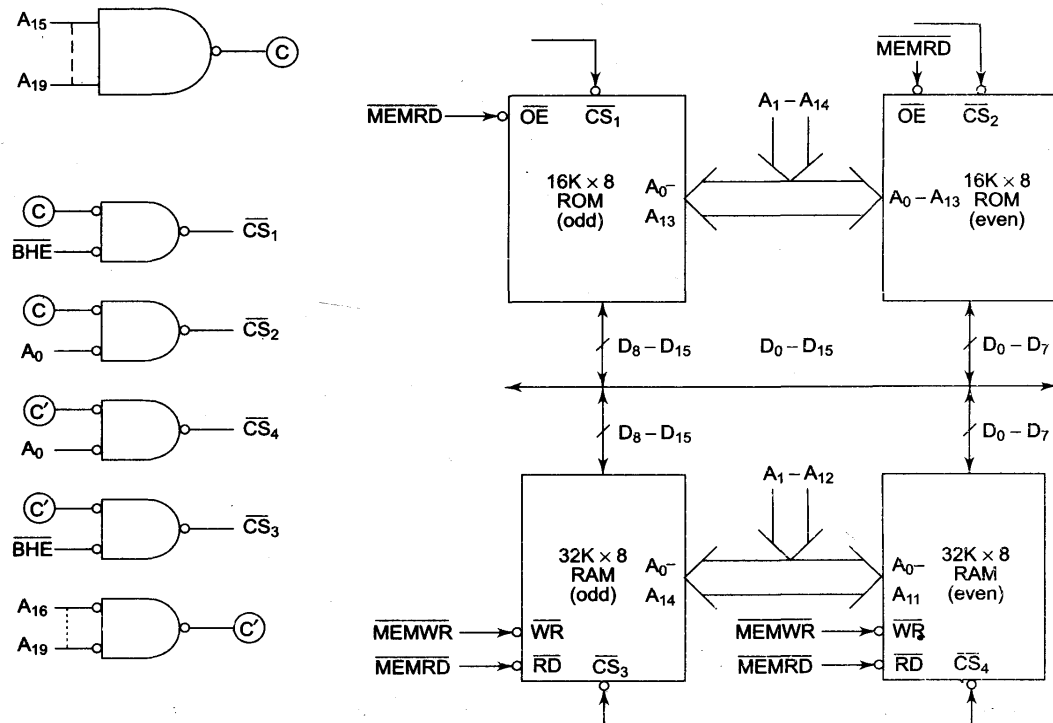 A15
A19
C
C
BHE
CS1
C
A0
CS2
C'
A0
CS4
C'
BHE
CS3
A16
A19
C'
MEMRD
OE
CS1
16K × 8
ROM
(odd)
A0–
A13
A1 – A14
MEMRD
OE
CS2
A0 – A13
16K × 8
ROM
(even)
D8 – D15
D0 – D15
D0 – D7
D8 – D15
D0 – D7
32K × 8
RAM
(odd)
A0–
A14
MEMWR
WR
MEMRD
RD
CS3
A1 – A12
A0–
A11
32K × 8
RAM
(even)
MEMWR
WR
MEMRD
RD
CS4